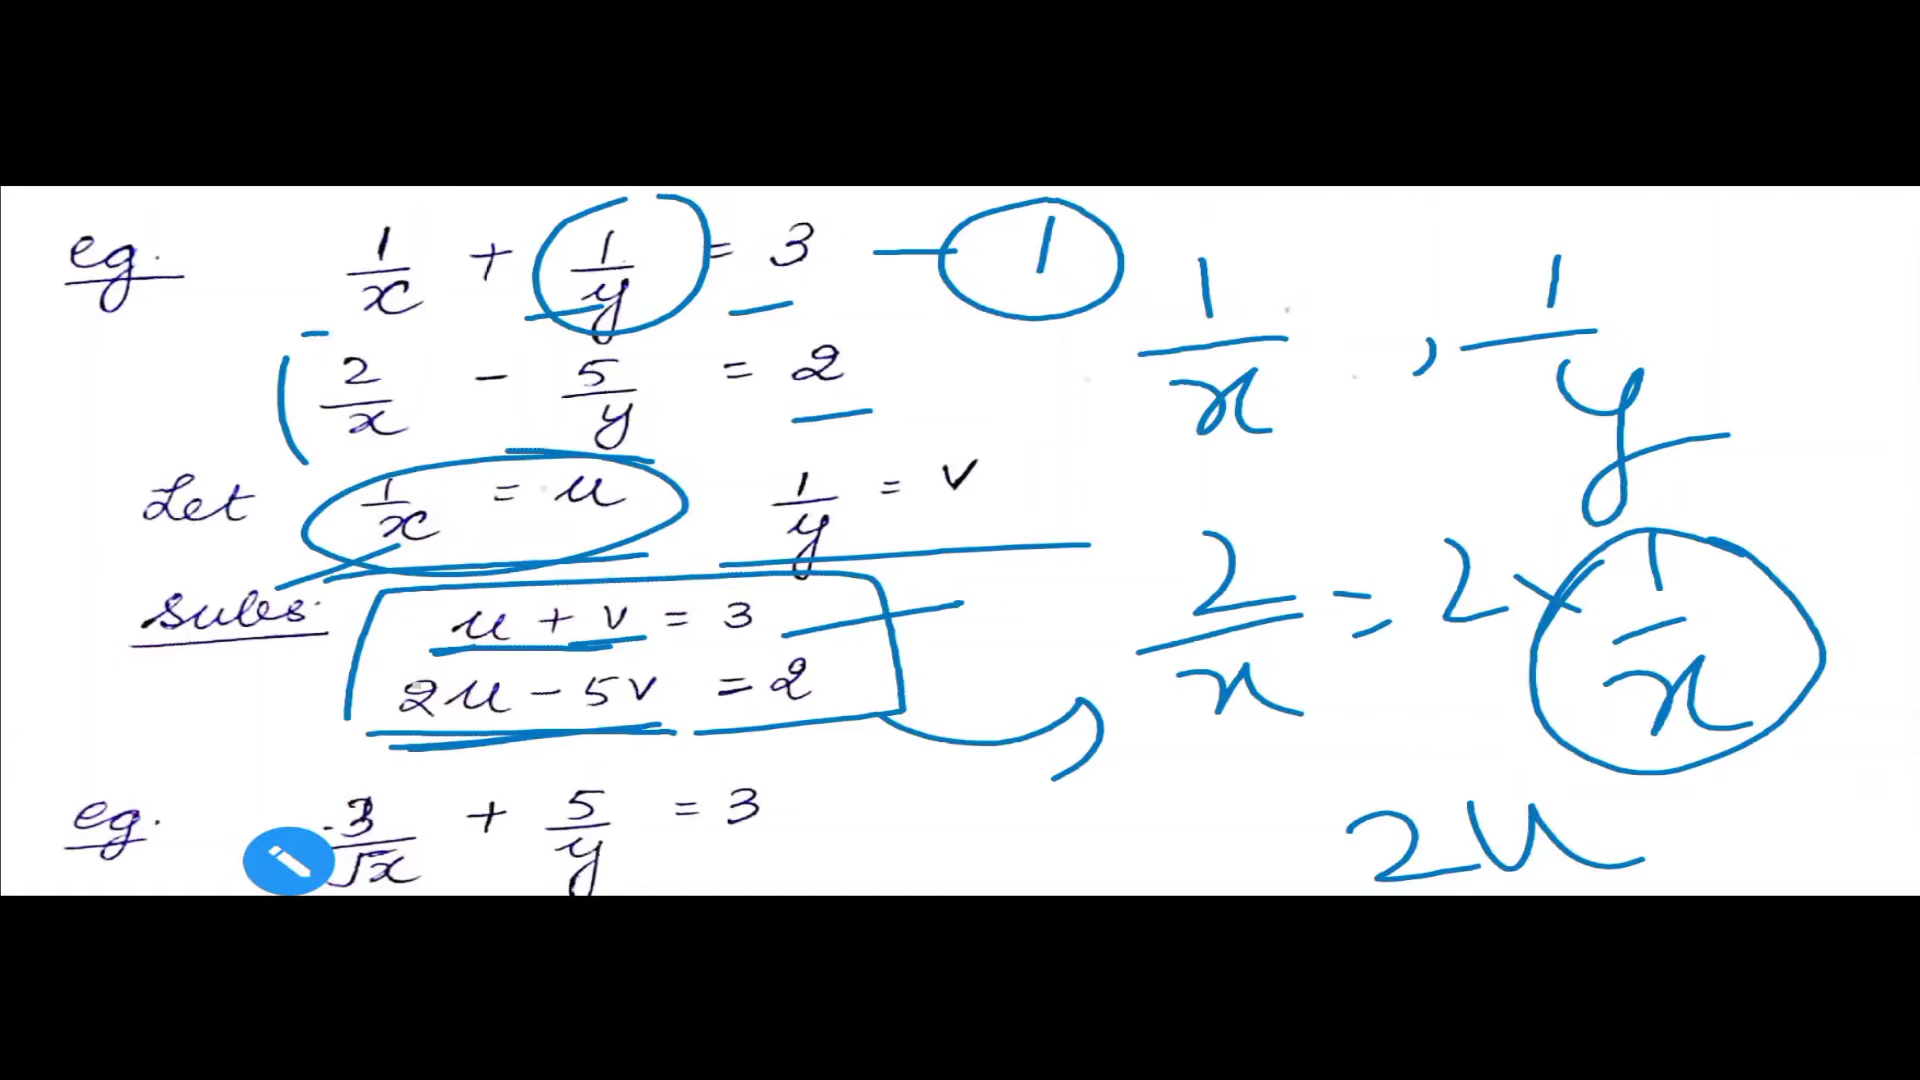 eg. 1/x + 1/y = 3 — 1
2/x - 5/y = 2
Let 1/x = u 1/y = v
subs.
u + v = 3
2u - 5v = 2
eg. 3/√x + 5/y = 3
1/x , 1/y
2/x = 2 × 1/x
2u